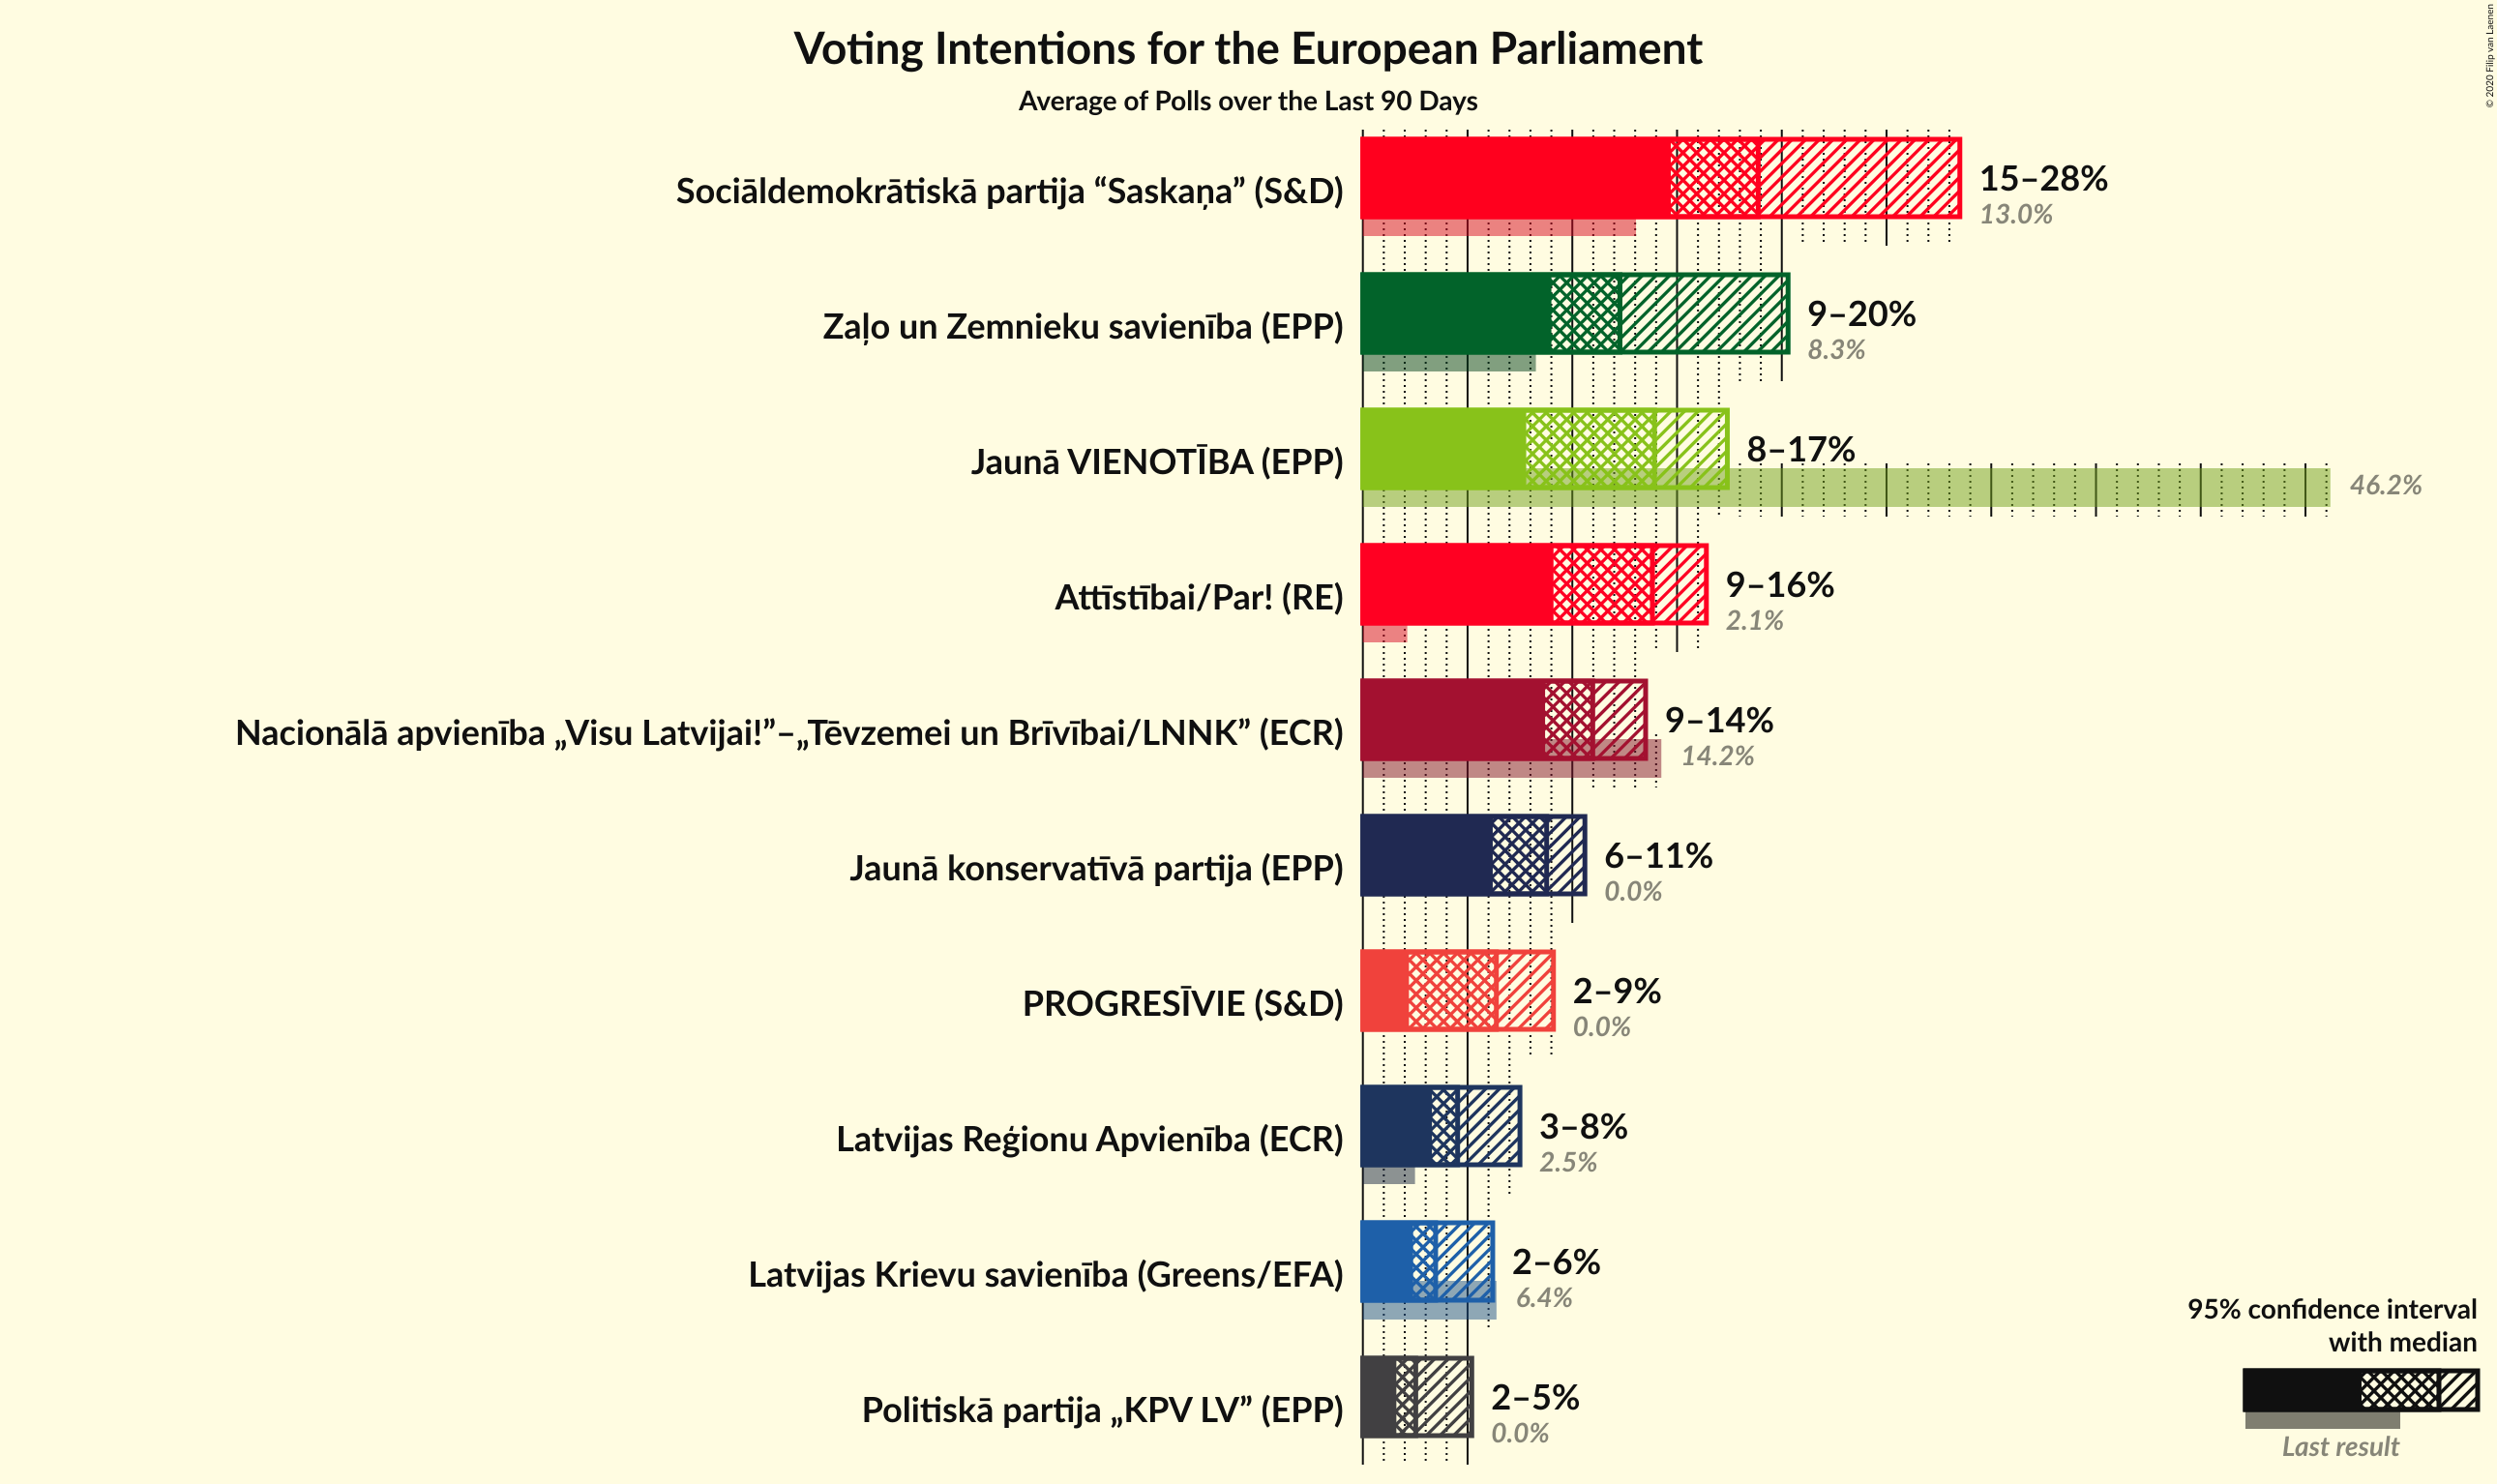 Voting Intentions for the European Parliament
Average of Polls over the Last 90 Days
© 2020 Filip van Laenen
Sociāldemokrātiskā partija “Saskaņa” (S&D)
15–28%
13.0%
Zaļo un Zemnieku savienība (EPP)
9–20%
8.3%
Jaunā VIENOTĪBA (EPP)
8–17%
46.2%
Attīstībai/Par! (RE)
9–16%
2.1%
Nacionālā apvienība „Visu Latvijai!”–„Tēvzemei un Brīvībai/LNNK” (ECR)
9–14%
14.2%
Jaunā konservatīvā partija (EPP)
6–11%
0.0%
PROGRESĪVIE (S&D)
2–9%
0.0%
Latvijas Reģionu Apvienība (ECR)
3–8%
2.5%
Latvijas Krievu savienība (Greens/EFA)
2–6%
6.4%
Politiskā partija „KPV LV” (EPP)
2–5%
0.0%
95% confidence interval
with median
Last result